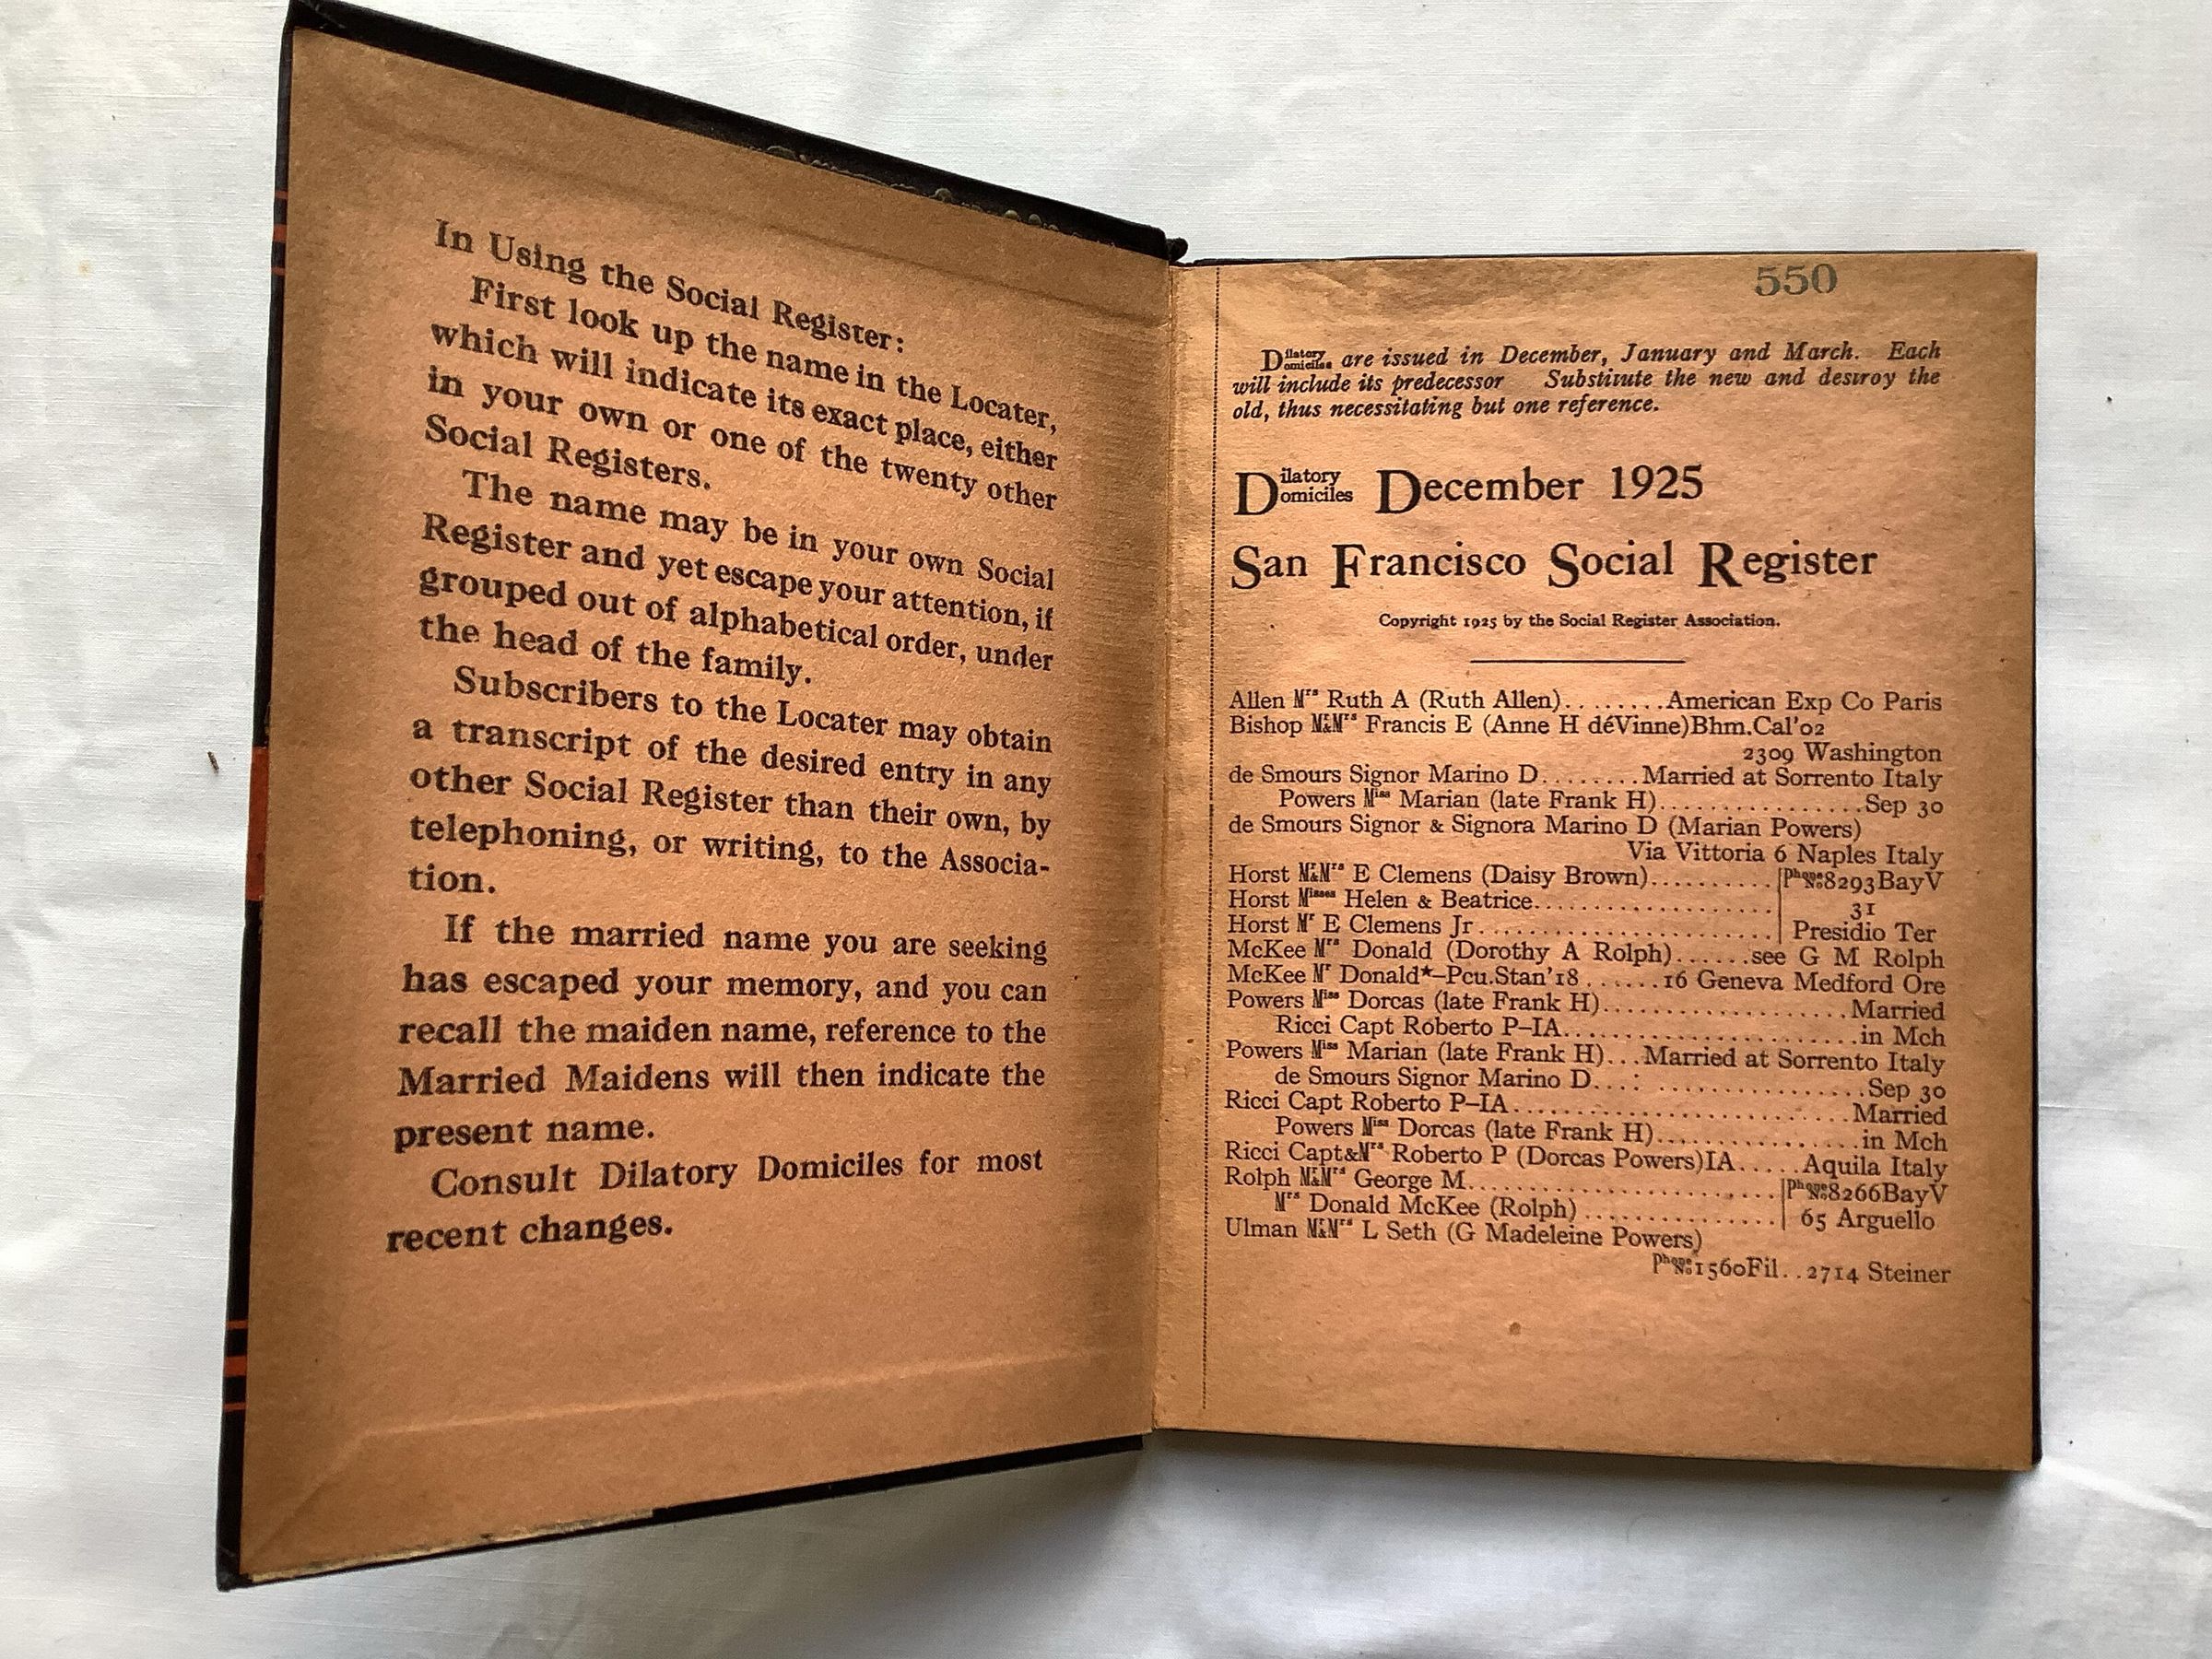 In Using the Social Register:
First look up the name in the Locater,
which will indicate its exact place, either
in your own or one of the twenty other
Social Registers.
The name may be in your own Social
Register and yet escape your attention, if
grouped out of alphabetical order, under
the head of the family.
Subscribers to the Locater may obtain
a transcript of the desired entry in any
other Social Register than their own, by
telephoning, or writing, to the Associa-
tion.
If the married name you are seeking
has escaped your memory, and you can
recall the maiden name, reference to the
Married Maidens will then indicate the
present name.
Consult Dilatory Domiciles for most
recent changes.
550
Dilatory Domiciles are issued in December, January and March. Each
will include its predecessor Substitute the new and destroy the
old, thus necessitating but one reference.
Dilatory Domiciles December 1925
San Francisco Social Register
Copyright 1925 by the Social Register Association.
Allen Mrs Ruth A (Ruth Allen)........American Exp Co Paris
Bishop Mr&Mrs Francis E (Anne H déVinne)Bhm.Cal'02
2309 Washington
de Smours Signor Marino D........Married at Sorrento Italy
Powers Miss Marian (late Frank H)...............Sep 30
de Smours Signor & Signora Marino D (Marian Powers)
Via Vittoria 6 Naples Italy
Horst Mr&Mrs E Clemens (Daisy Brown)..........|Phone No 8293 BayV
Horst Misses Helen & Beatrice....................| 31
Horst Mr E Clemens Jr........................| Presidio Ter
McKee Mrs Donald (Dorothy A Rolph)......see G M Rolph
McKee Mr Donald*–Pcu.Stan'18......16 Geneva Medford Ore
Powers Miss Dorcas (late Frank H)....................Married
Ricci Capt Roberto P–IA........................in Mch
Powers Miss Marian (late Frank H)...Married at Sorrento Italy
de Smours Signor Marino D....: .................Sep 30
Ricci Capt Roberto P–IA............................Married
Powers Miss Dorcas (late Frank H)................in Mch
Ricci Capt&Mrs Roberto P (Dorcas Powers)IA.....Aquila Italy
Rolph Mr&Mrs George M..........................|Phone No 8266 BayV
Mrs Donald McKee (Rolph) ................| 65 Arguello
Ulman Mr&Mrs L Seth (G Madeleine Powers)
Phone No 1560 Fil..2714 Steiner